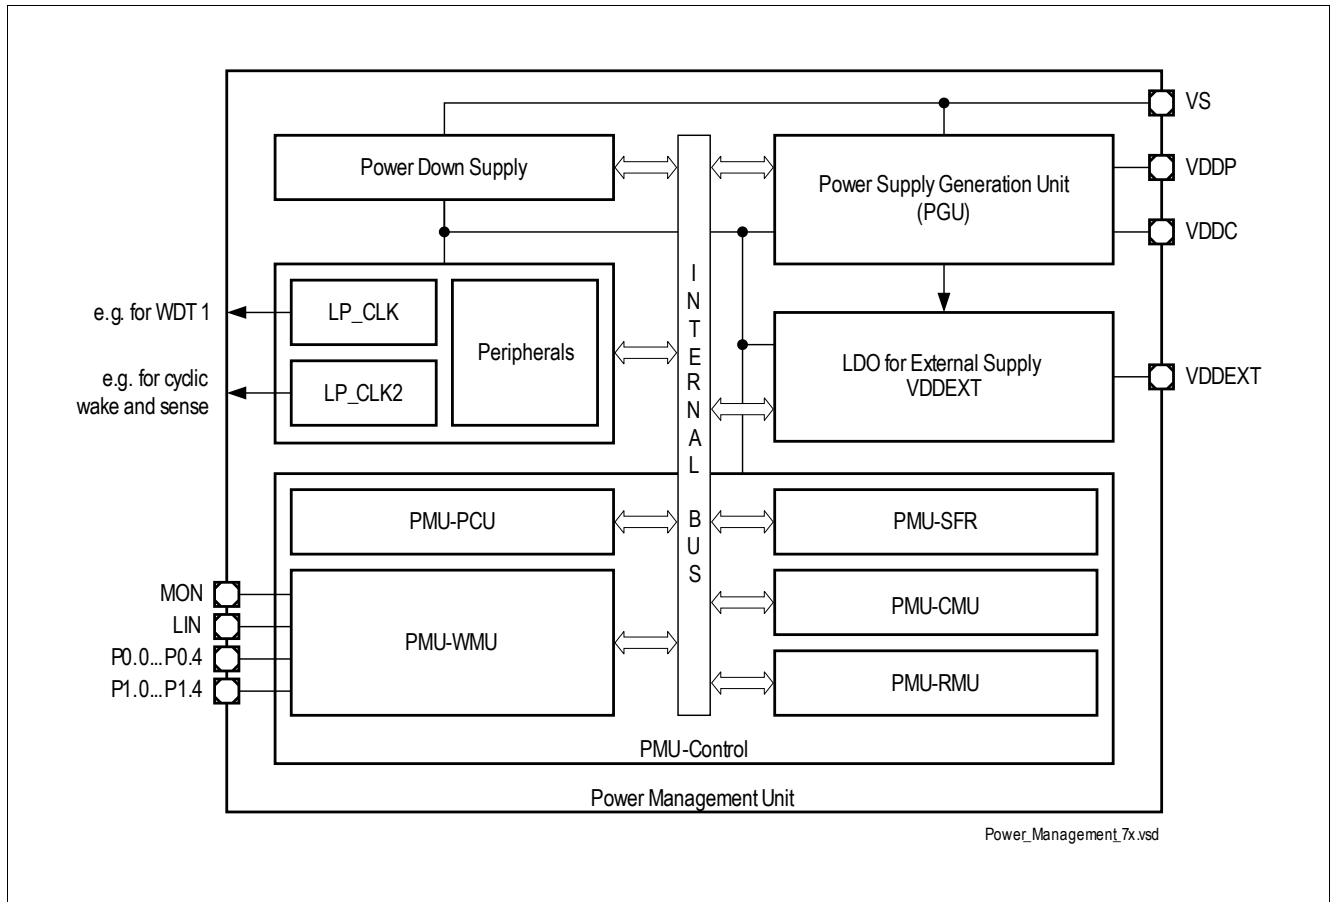 VS
Power Down Supply
Power Supply Generation Unit
(PGU)
VDDP
VDDC
INTERNAL BUS
e.g. for WDT 1
LP_CLK
Peripherals
e.g. for cyclic
wake and sense
LP_CLK2
LDO for External Supply
VDDEXT
VDDEXT
PMU-PCU
PMU-SFR
MON
LIN
P0.0...P0.4
P1.0...P1.4
PMU-WMU
PMU-CMU
PMU-RMU
PMU-Control
Power Management Unit
Power_Management_7x.vsd